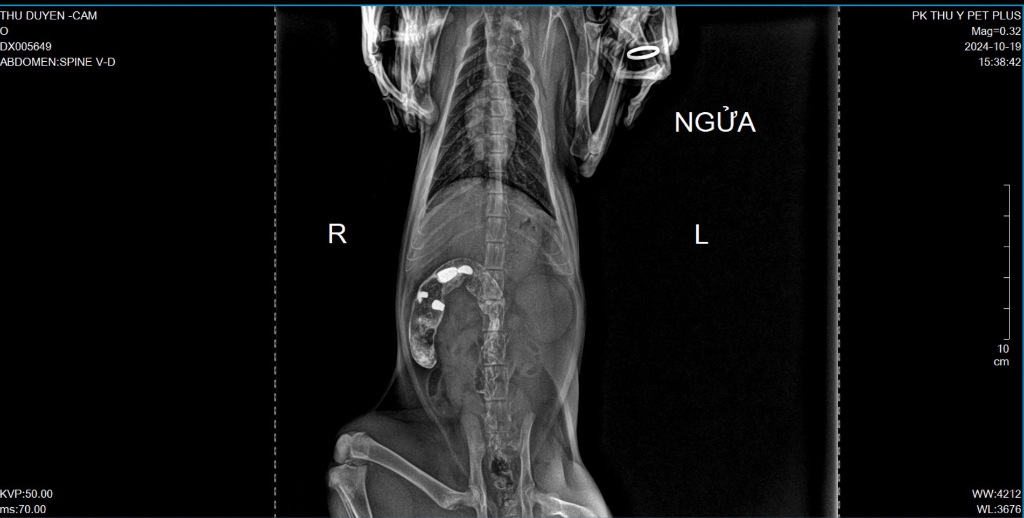 THU DUYEN -CAM
O
DX005649
ABDOMEN:SPINE V-D
PK THU Y PET PLUS
Mag=0.32
2024-10-19
15:38:42
NGỬA
R
L
10
cm
KVP:50.00
ms:70.00
WW:4212
WL:3676